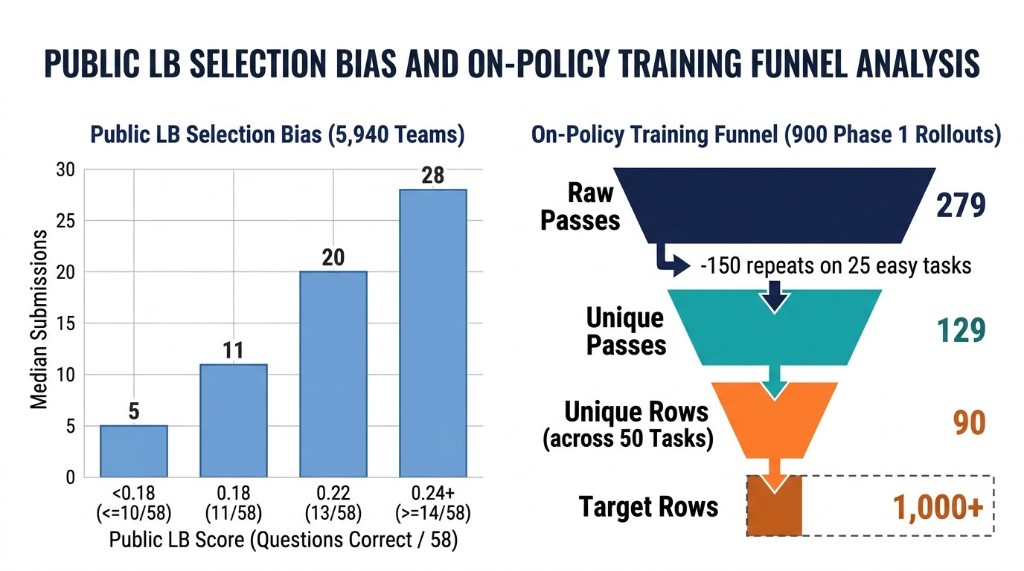 PUBLIC LB SELECTION BIAS AND ON-POLICY TRAINING FUNNEL ANALYSIS
Public LB Selection Bias (5,940 Teams)
Median Submissions
30
25
20
15
10
5
0
5
11
20
28
<0.18
(<=10/58)
0.18
(11/58)
0.22
(13/58)
0.24+
(>=14/58)
Public LB Score (Questions Correct / 58)
On-Policy Training Funnel (900 Phase 1 Rollouts)
Raw
Passes
279
-150 repeats on 25 easy tasks
Unique
Passes
129
Unique Rows
(across 50 Tasks)
90
Target Rows
1,000+